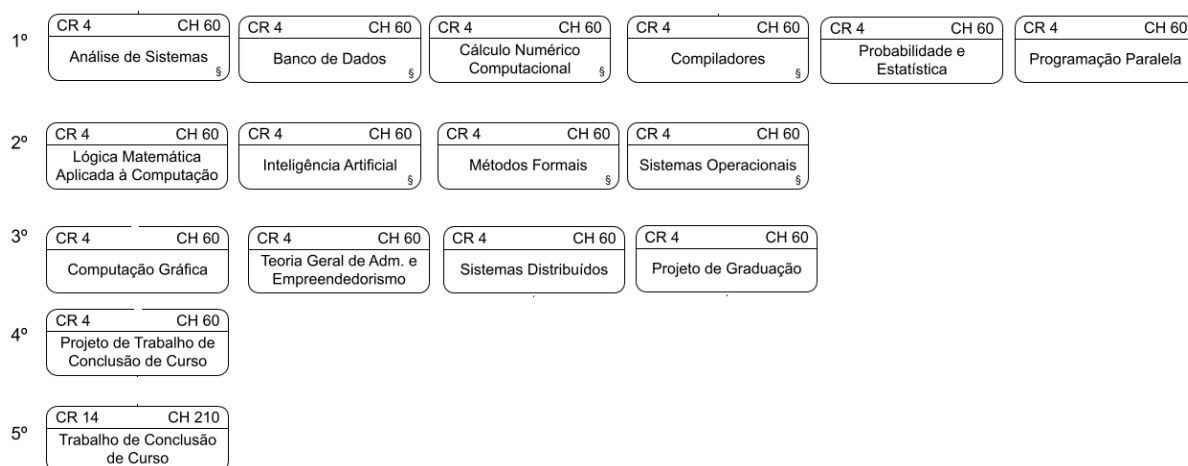 1º
CR 4 CH 60
Análise de Sistemas
§
CR 4 CH 60
Banco de Dados
§
CR 4 CH 60
Cálculo Numérico
Computacional
§
CR 4 CH 60
Compiladores
§
CR 4 CH 60
Probabilidade e
Estatística
CR 4 CH 60
Programação Paralela
2º
CR 4 CH 60
Lógica Matemática
Aplicada à Computação
CR 4 CH 60
Inteligência Artificial
§
CR 4 CH 60
Métodos Formais
§
CR 4 CH 60
Sistemas Operacionais
§
3º
CR 4 CH 60
Computação Gráfica
CR 4 CH 60
Teoria Geral de Adm. e
Empreendedorismo
CR 4 CH 60
Sistemas Distribuídos
CR 4 CH 60
Projeto de Graduação
4º
CR 4 CH 60
Projeto de Trabalho de
Conclusão de Curso
5º
CR 14 CH 210
Trabalho de Conclusão
de Curso